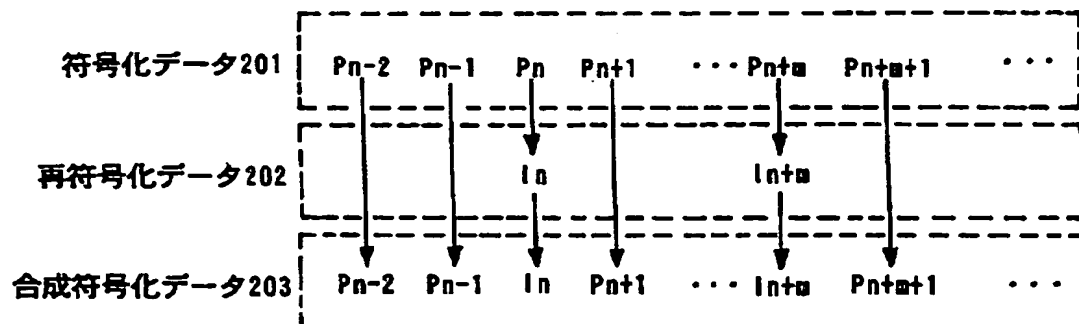 符号化データ201 Pn-2 Pn-1 Pn Pn+1 ･･･ Pn+m Pn+m+1 ･･･
再符号化データ202 In In+m
合成符号化データ203 Pn-2 Pn-1 In Pn+1 ･･･ In+m Pn+m+1 ･･･